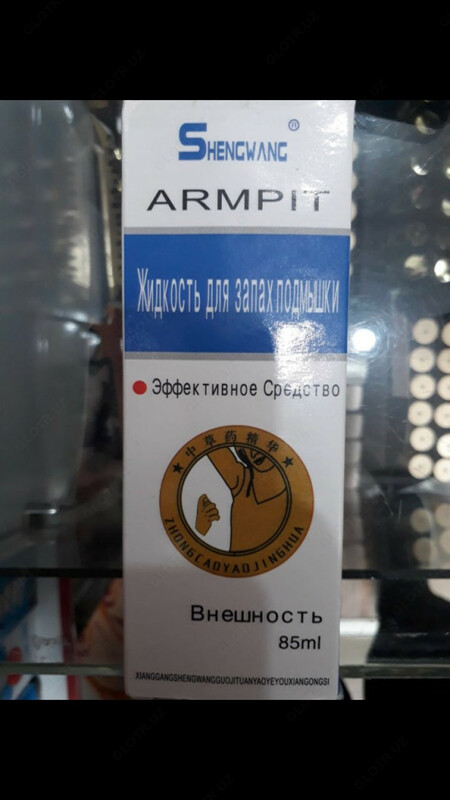 SHENGWANG®
ARMPIT
Жидкость для запах подмышки
Эффективное Средство
中草药精华
ZHONGCAOYAOJINGHUA
Внешность
85ml
XIANGGANGSHENGWANGGUOJITUANYAOYEYOUXIANGONGSI